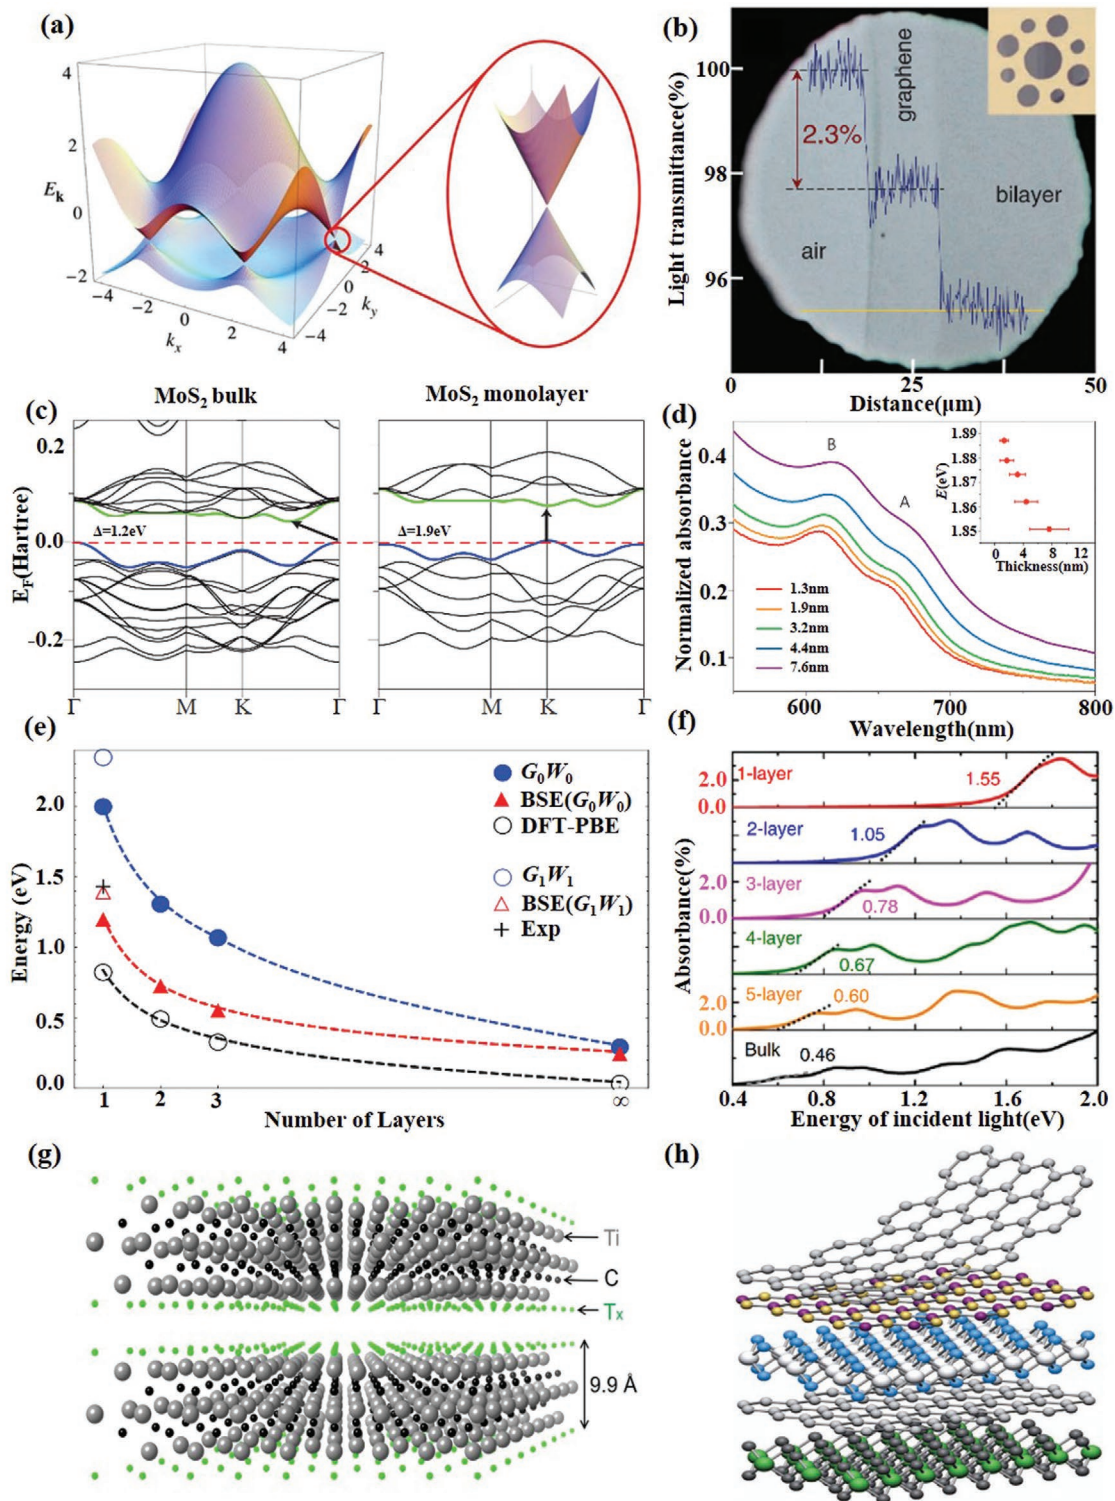 (a)
4
2
E_k
0
−2
−4
−2
0
2
4
k_x
−4
−2
0
2
4
k_y
(b)
Light transmittance(%)
100
98
96
2.3%
graphene
air
bilayer
0
25
50
Distance(µm)
(c)
MoS2 bulk
MoS2 monolayer
E_F(Hartree)
0.2
0.0
-0.2
Δ=1.2eV
Δ=1.9eV
Γ M K Γ
Γ M K Γ
(d)
Normalized absorbance
0.4
0.3
0.2
0.1
B
A
1.3nm
1.9nm
3.2nm
4.4nm
7.6nm
E(eV)
1.89
1.88
1.87
1.86
1.85
0 4 8 12
Thickness(nm)
600 700 800
Wavelength(nm)
(e)
Energy (eV)
2.0
1.5
1.0
0.5
0.0
G0W0
BSE(G0W0)
DFT-PBE
G1W1
BSE(G1W1)
Exp
1 2 3 ∞
Number of Layers
(f)
Absorbance(%)
2.0
0.0
1-layer
1.55
2-layer
1.05
2.0
0.0
3-layer
0.78
4-layer
0.67
2.0
0.0
5-layer
0.60
Bulk
0.46
0.4 0.8 1.2 1.6 2.0
Energy of incident light(eV)
(g)
Ti
C
Tx
9.9 Å
(h)